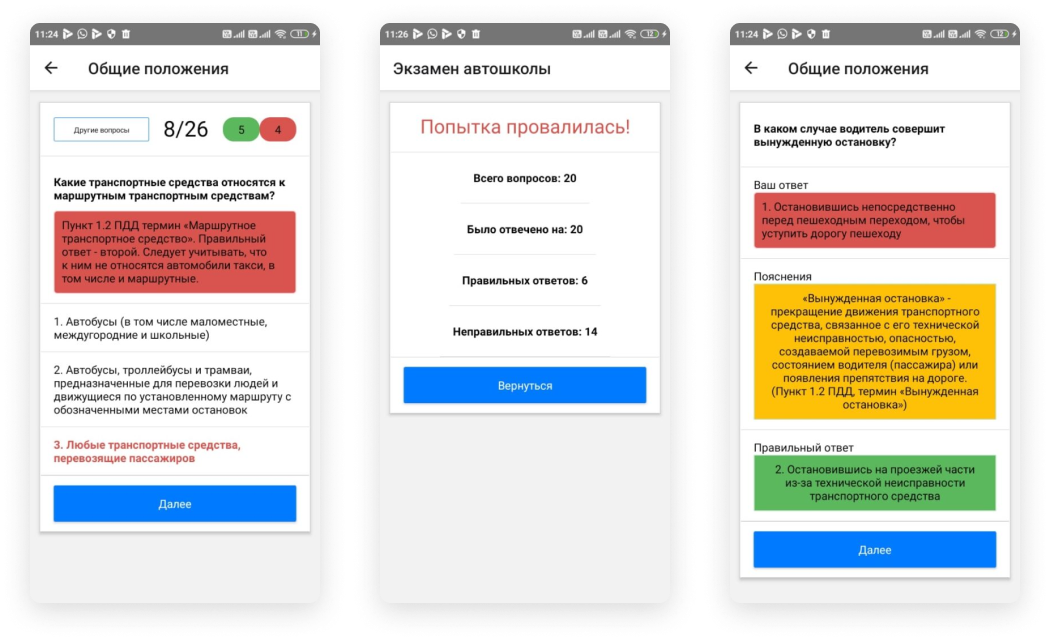 11:24
11
Общие положения
Другие вопросы
8/26
5
4
Какие транспортные средства относятся к
маршрутным транспортным средствам?
Пункт 1.2 ПДД термин «Маршрутное
транспортное средство». Правильный
ответ - второй. Следует учитывать, что
к ним не относятся автомобили такси, в
том числе и маршрутные.
1. Автобусы (в том числе маломестные,
междугородние и школьные)
2. Автобусы, троллейбусы и трамваи,
предназначенные для перевозки людей и
движущиеся по установленному маршруту с
обозначенными местами остановок
3. Любые транспортные средства,
перевозящие пассажиров
Далее
11:26
12
Экзамен автошколы
Попытка провалилась!
Всего вопросов: 20
Было отвечено на: 20
Правильных ответов: 6
Неправильных ответов: 14
Вернуться
11:24
12
Общие положения
В каком случае водитель совершит
вынужденную остановку?
Ваш ответ
1. Остановившись непосредственно
перед пешеходным переходом, чтобы
уступить дорогу пешеходу
Пояснения
«Вынужденная остановка» -
прекращение движения транспортного
средства, связанное с его технической
неисправностью, опасностью,
создаваемой перевозимым грузом,
состоянием водителя (пассажира) или
появления препятствия на дороге.
(Пункт 1.2 ПДД, термин «Вынужденная
остановка»)
Правильный ответ
2. Остановившись на проезжей части
из-за технической неисправности
транспортного средства
Далее